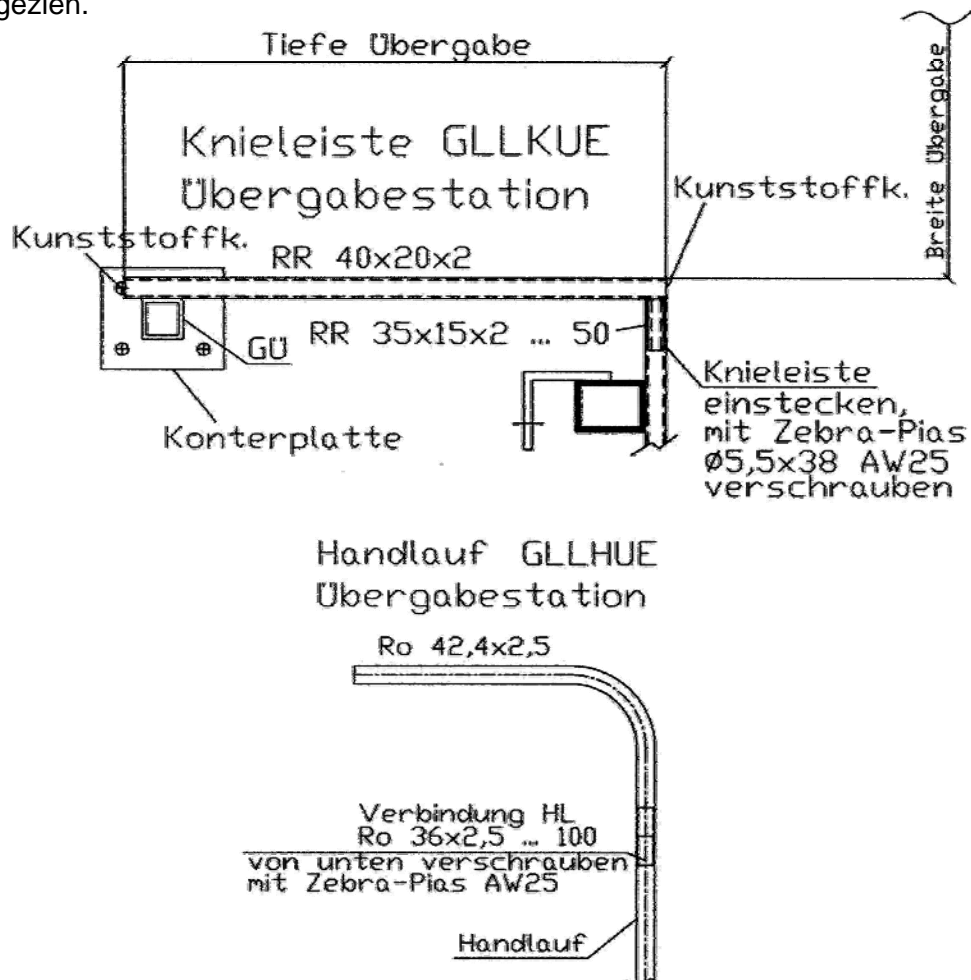 gezien.
Tiefe Übergabe
Breite Übergabe
Knieleiste GLLKUE
Übergabestation
Kunststoffk.
Kunststoffk.
RR 40x20x2
RR 35x15x2 ... 50
GÜ
Konterplatte
Knieleiste
einstecken,
mit Zebra-Pias
Ø5,5x38 AW25
verschrauben
Handlauf GLLHUE
Übergabestation
Ro 42,4x2,5
Verbindung HL
Ro 36x2,5 ... 100
von unten verschrauben
mit Zebra-Pias AW25
Handlauf